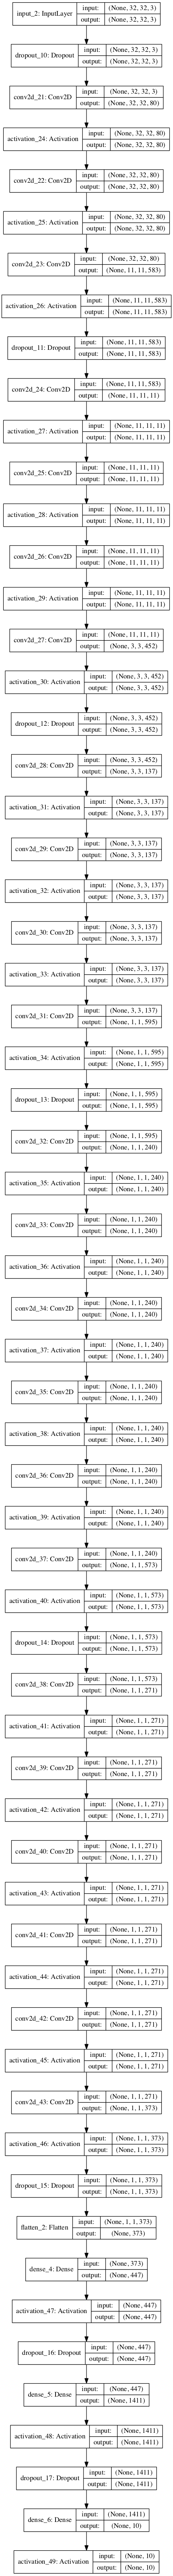 input_2: InputLayer input: (None, 32, 32, 3)
output: (None, 32, 32, 3)
dropout_10: Dropout input: (None, 32, 32, 3)
output: (None, 32, 32, 3)
conv2d_21: Conv2D input: (None, 32, 32, 3)
output: (None, 32, 32, 80)
activation_24: Activation input: (None, 32, 32, 80)
output: (None, 32, 32, 80)
conv2d_22: Conv2D input: (None, 32, 32, 80)
output: (None, 32, 32, 80)
activation_25: Activation input: (None, 32, 32, 80)
output: (None, 32, 32, 80)
conv2d_23: Conv2D input: (None, 32, 32, 80)
output: (None, 11, 11, 583)
activation_26: Activation input: (None, 11, 11, 583)
output: (None, 11, 11, 583)
dropout_11: Dropout input: (None, 11, 11, 583)
output: (None, 11, 11, 583)
conv2d_24: Conv2D input: (None, 11, 11, 583)
output: (None, 11, 11, 11)
activation_27: Activation input: (None, 11, 11, 11)
output: (None, 11, 11, 11)
conv2d_25: Conv2D input: (None, 11, 11, 11)
output: (None, 11, 11, 11)
activation_28: Activation input: (None, 11, 11, 11)
output: (None, 11, 11, 11)
conv2d_26: Conv2D input: (None, 11, 11, 11)
output: (None, 11, 11, 11)
activation_29: Activation input: (None, 11, 11, 11)
output: (None, 11, 11, 11)
conv2d_27: Conv2D input: (None, 11, 11, 11)
output: (None, 3, 3, 452)
activation_30: Activation input: (None, 3, 3, 452)
output: (None, 3, 3, 452)
dropout_12: Dropout input: (None, 3, 3, 452)
output: (None, 3, 3, 452)
conv2d_28: Conv2D input: (None, 3, 3, 452)
output: (None, 3, 3, 137)
activation_31: Activation input: (None, 3, 3, 137)
output: (None, 3, 3, 137)
conv2d_29: Conv2D input: (None, 3, 3, 137)
output: (None, 3, 3, 137)
activation_32: Activation input: (None, 3, 3, 137)
output: (None, 3, 3, 137)
conv2d_30: Conv2D input: (None, 3, 3, 137)
output: (None, 3, 3, 137)
activation_33: Activation input: (None, 3, 3, 137)
output: (None, 3, 3, 137)
conv2d_31: Conv2D input: (None, 3, 3, 137)
output: (None, 1, 1, 595)
activation_34: Activation input: (None, 1, 1, 595)
output: (None, 1, 1, 595)
dropout_13: Dropout input: (None, 1, 1, 595)
output: (None, 1, 1, 595)
conv2d_32: Conv2D input: (None, 1, 1, 595)
output: (None, 1, 1, 240)
activation_35: Activation input: (None, 1, 1, 240)
output: (None, 1, 1, 240)
conv2d_33: Conv2D input: (None, 1, 1, 240)
output: (None, 1, 1, 240)
activation_36: Activation input: (None, 1, 1, 240)
output: (None, 1, 1, 240)
conv2d_34: Conv2D input: (None, 1, 1, 240)
output: (None, 1, 1, 240)
activation_37: Activation input: (None, 1, 1, 240)
output: (None, 1, 1, 240)
conv2d_35: Conv2D input: (None, 1, 1, 240)
output: (None, 1, 1, 240)
activation_38: Activation input: (None, 1, 1, 240)
output: (None, 1, 1, 240)
conv2d_36: Conv2D input: (None, 1, 1, 240)
output: (None, 1, 1, 240)
activation_39: Activation input: (None, 1, 1, 240)
output: (None, 1, 1, 240)
conv2d_37: Conv2D input: (None, 1, 1, 240)
output: (None, 1, 1, 573)
activation_40: Activation input: (None, 1, 1, 573)
output: (None, 1, 1, 573)
dropout_14: Dropout input: (None, 1, 1, 573)
output: (None, 1, 1, 573)
conv2d_38: Conv2D input: (None, 1, 1, 573)
output: (None, 1, 1, 271)
activation_41: Activation input: (None, 1, 1, 271)
output: (None, 1, 1, 271)
conv2d_39: Conv2D input: (None, 1, 1, 271)
output: (None, 1, 1, 271)
activation_42: Activation input: (None, 1, 1, 271)
output: (None, 1, 1, 271)
conv2d_40: Conv2D input: (None, 1, 1, 271)
output: (None, 1, 1, 271)
activation_43: Activation input: (None, 1, 1, 271)
output: (None, 1, 1, 271)
conv2d_41: Conv2D input: (None, 1, 1, 271)
output: (None, 1, 1, 271)
activation_44: Activation input: (None, 1, 1, 271)
output: (None, 1, 1, 271)
conv2d_42: Conv2D input: (None, 1, 1, 271)
output: (None, 1, 1, 271)
activation_45: Activation input: (None, 1, 1, 271)
output: (None, 1, 1, 271)
conv2d_43: Conv2D input: (None, 1, 1, 271)
output: (None, 1, 1, 373)
activation_46: Activation input: (None, 1, 1, 373)
output: (None, 1, 1, 373)
dropout_15: Dropout input: (None, 1, 1, 373)
output: (None, 1, 1, 373)
flatten_2: Flatten input: (None, 1, 1, 373)
output: (None, 373)
dense_4: Dense input: (None, 373)
output: (None, 447)
activation_47: Activation input: (None, 447)
output: (None, 447)
dropout_16: Dropout input: (None, 447)
output: (None, 447)
dense_5: Dense input: (None, 447)
output: (None, 1411)
activation_48: Activation input: (None, 1411)
output: (None, 1411)
dropout_17: Dropout input: (None, 1411)
output: (None, 1411)
dense_6: Dense input: (None, 1411)
output: (None, 10)
activation_49: Activation input: (None, 10)
output: (None, 10)